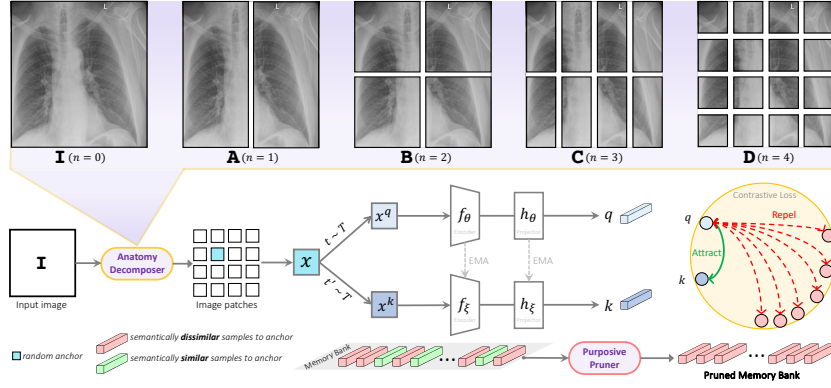 L
L
L
L
L
I (n = 0)
A (n = 1)
B (n = 2)
C (n = 3)
D (n = 4)
I
Input image
Anatomy
Decomposer
Image patches
x
t ~ T
t' ~ T
x^q
x^k
f_θ
Encoder
h_θ
Projector
EMA
EMA
f_ξ
Encoder
h_ξ
Projector
q
k
Contrastive Loss
q
Repel
Attract
k
random anchor
semantically dissimilar samples to anchor
semantically similar samples to anchor
Memory Bank
...
Purposive
Pruner
...
Pruned Memory Bank